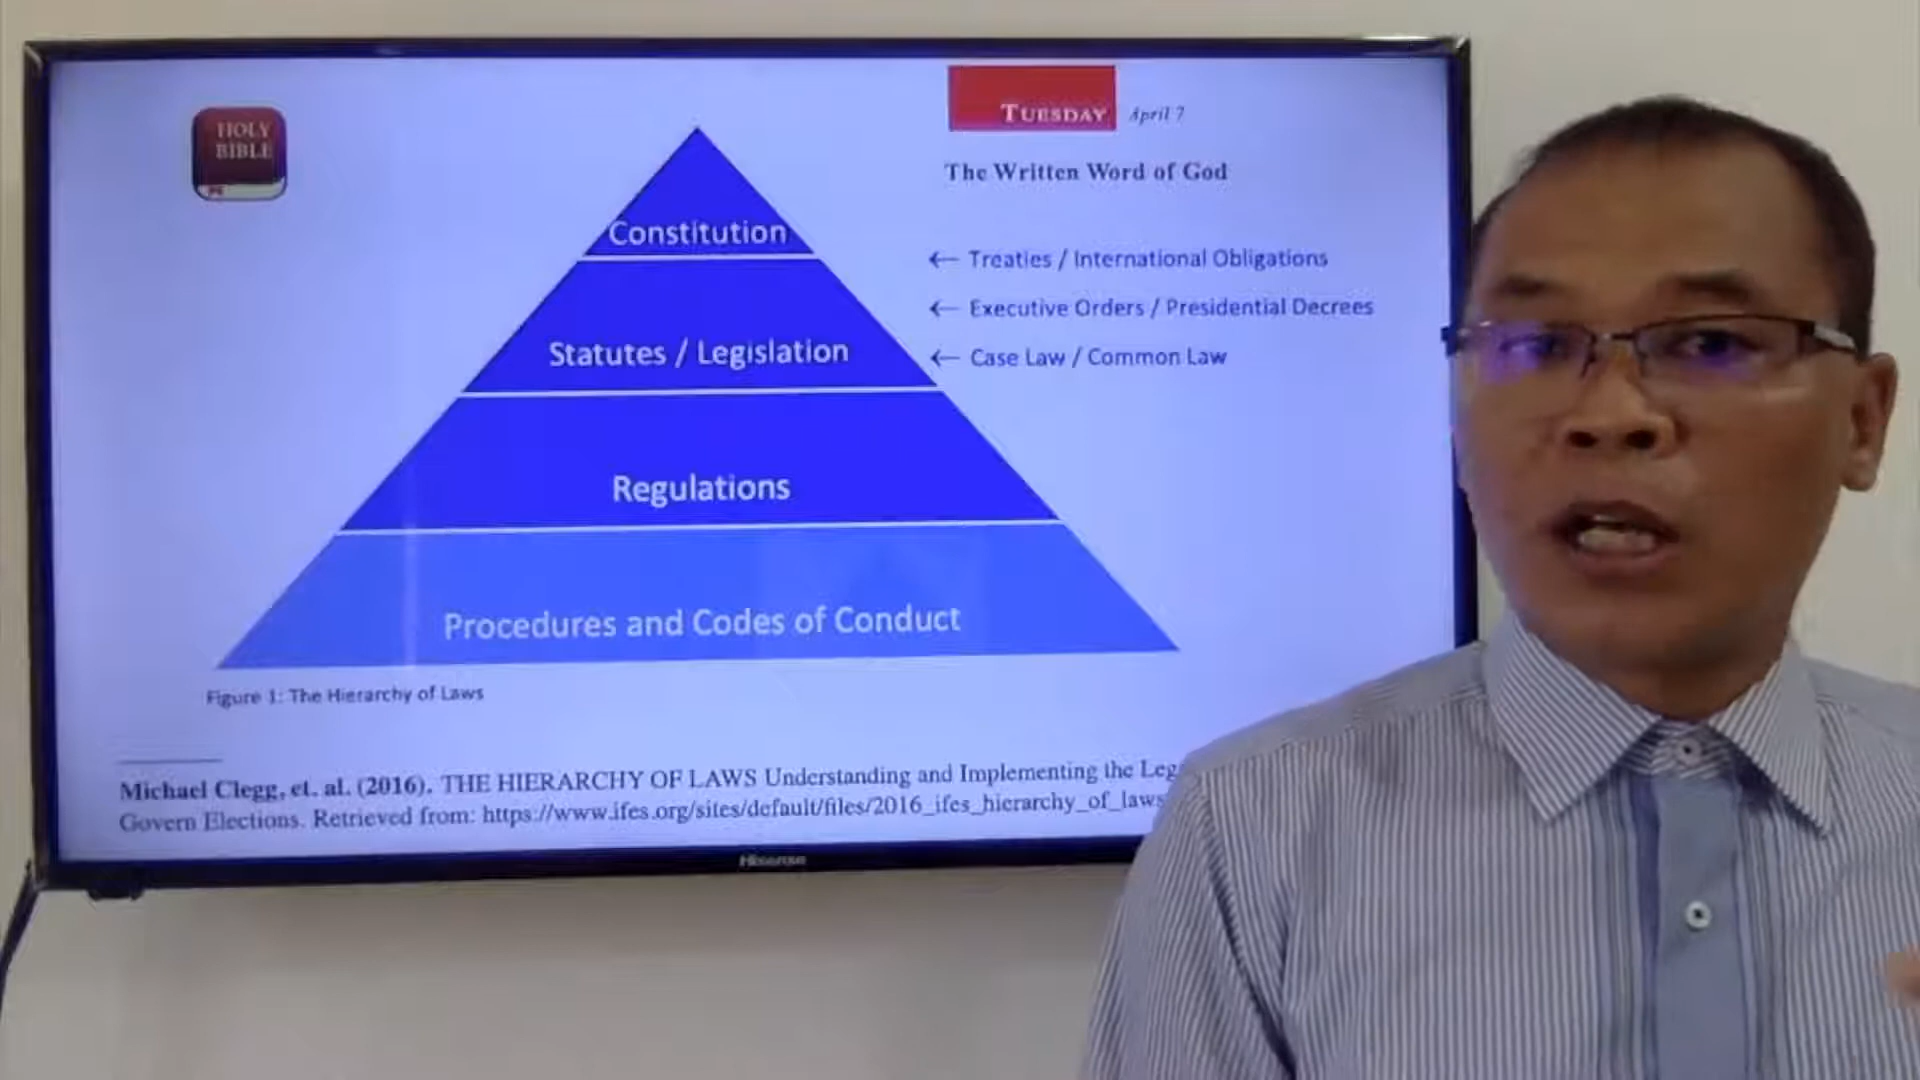 HOLY
BIBLE
TUESDAY April 7
The Written Word of God
Constitution
← Treaties / International Obligations
← Executive Orders / Presidential Decrees
Statutes / Legislation
← Case Law / Common Law
Regulations
Procedures and Codes of Conduct
Figure 1: The Hierarchy of Laws
Michael Clegg, et. al. (2016). THE HIERARCHY OF LAWS Understanding and Implementing the
Govern Elections. Retrieved from: https://www.ifes.org/sites/default/files/2016_ifes_hierarchy_of_laws
Hisense